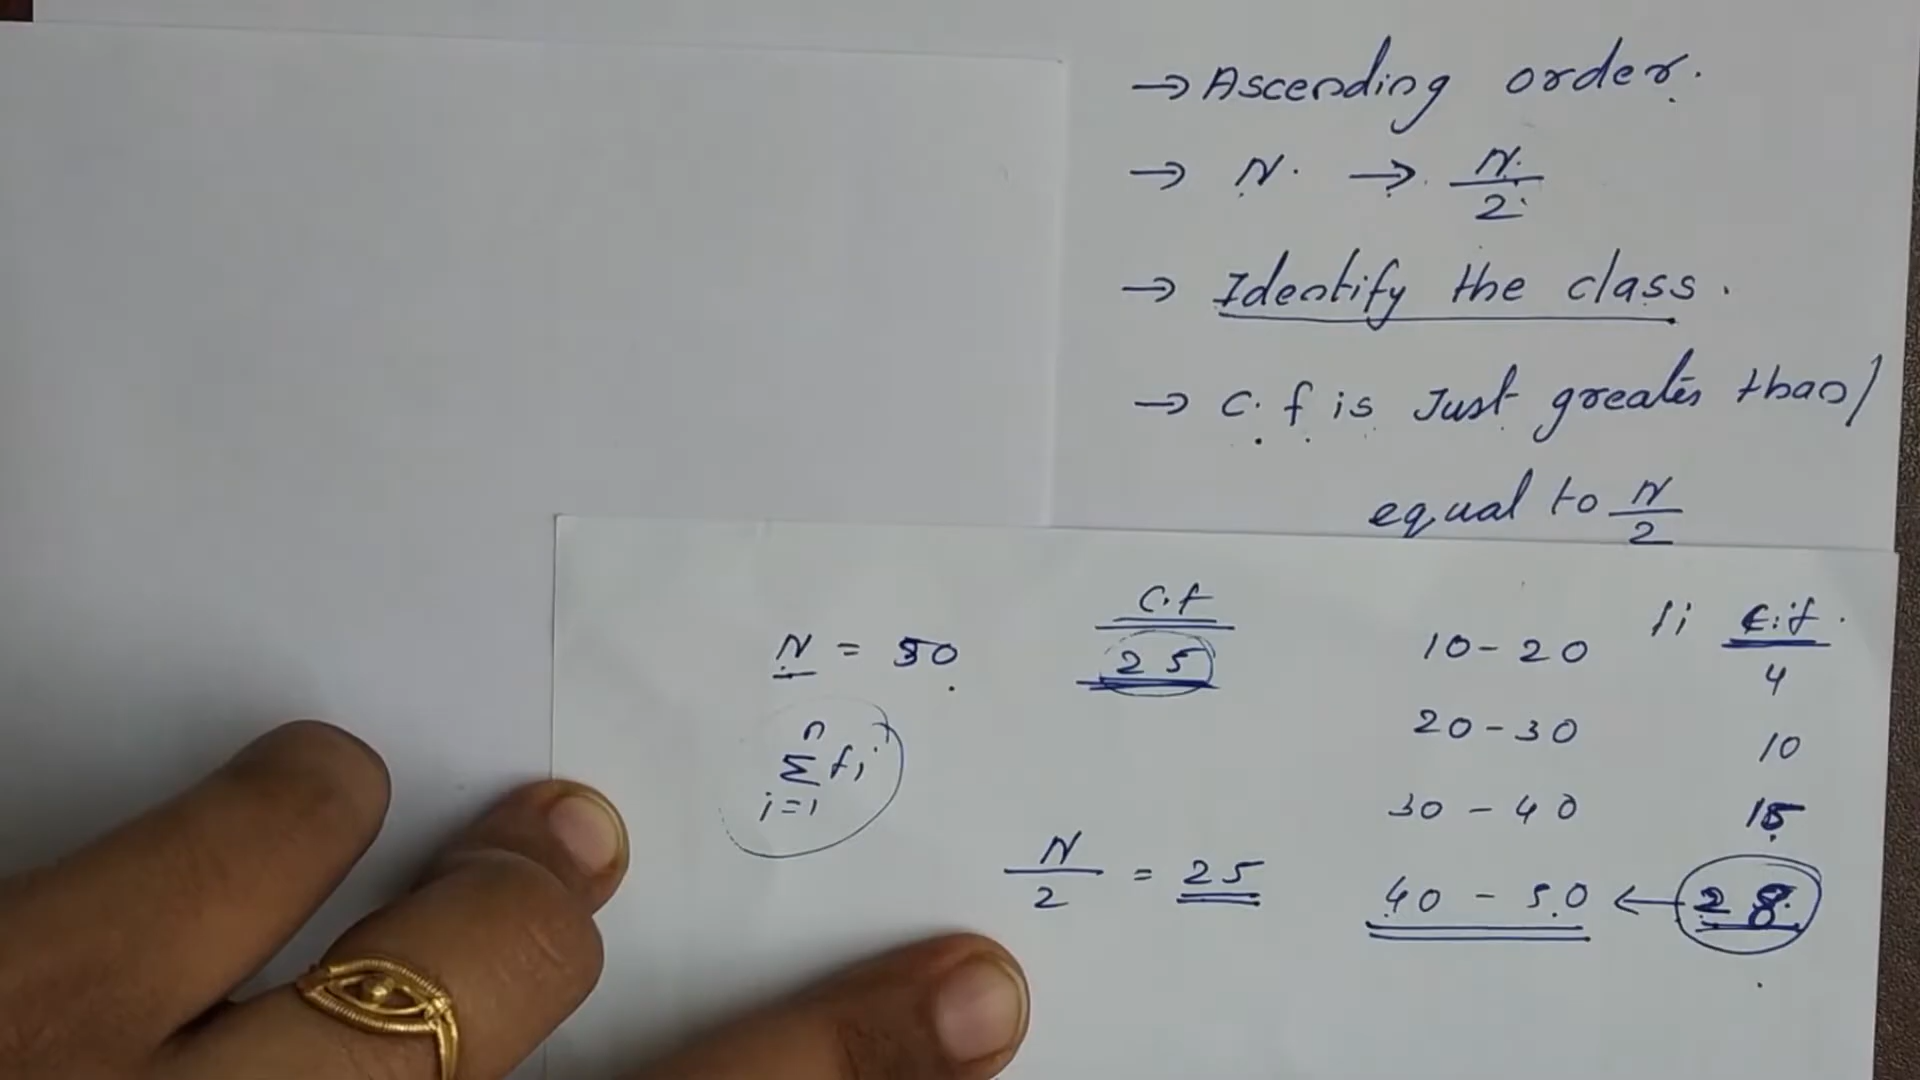 → Ascending order.
→ N. → N/2
→ Identify the class.
→ C.f is Just greater than/
equal to N/2
N = 50
n
Σ fi
i=1
N/2 = 25
C.f
25
fi C.f
10-20 4
20-30 10
30-40 15
40-50 ← 28